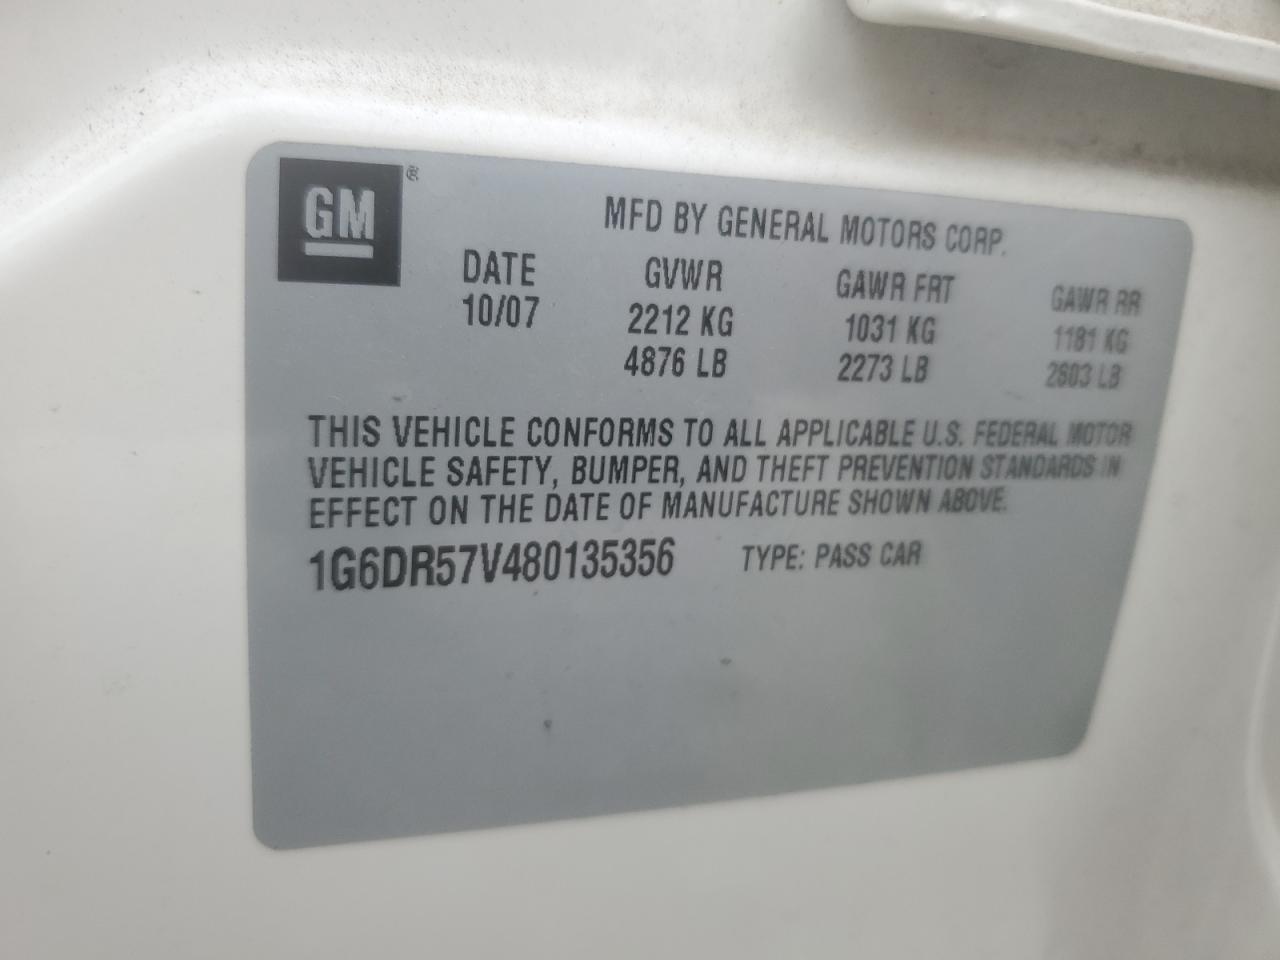 GM ®
MFD BY GENERAL MOTORS CORP.
DATE GVWR GAWR FRT GAWR RR
10/07 2212 KG 1031 KG 1181 KG
4876 LB 2273 LB 2603 LB
THIS VEHICLE CONFORMS TO ALL APPLICABLE U.S. FEDERAL MOTOR
VEHICLE SAFETY, BUMPER, AND THEFT PREVENTION STANDARDS IN
EFFECT ON THE DATE OF MANUFACTURE SHOWN ABOVE.
1G6DR57V480135356 TYPE: PASS CAR